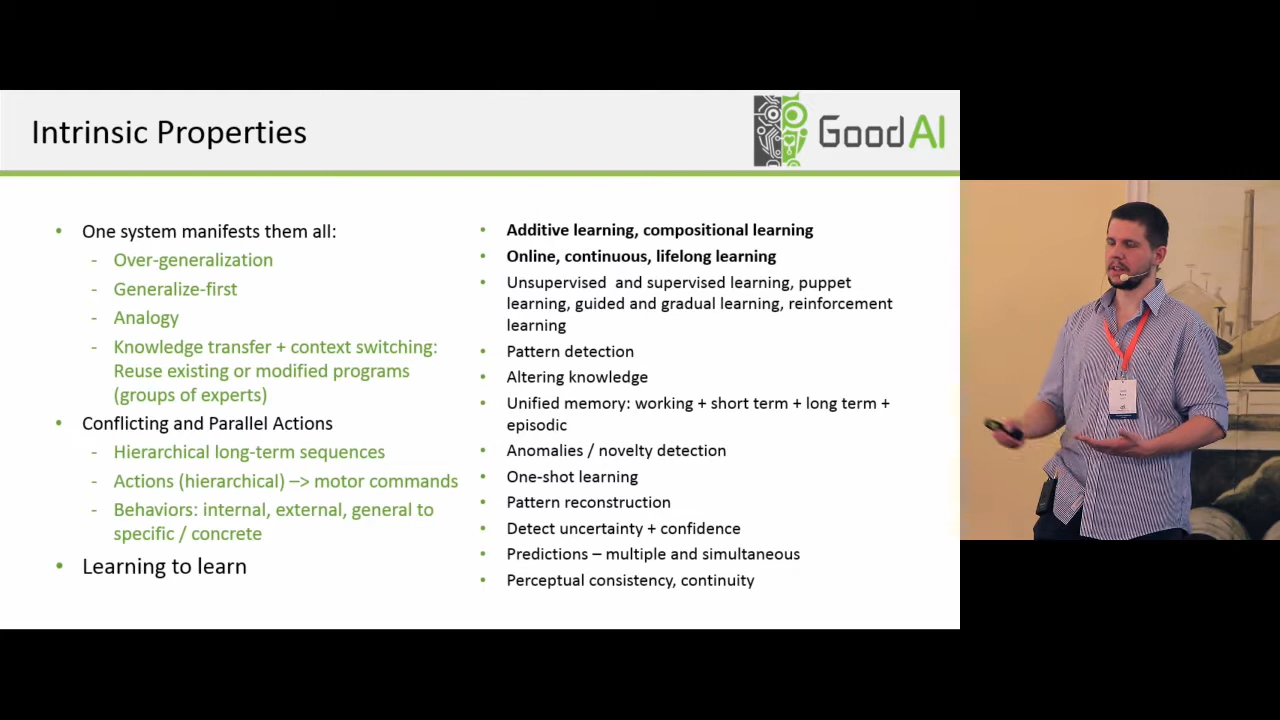 Intrinsic Properties
GoodAI
• One system manifests them all:
- Over-generalization
- Generalize-first
- Analogy
- Knowledge transfer + context switching:
Reuse existing or modified programs
(groups of experts)
• Conflicting and Parallel Actions
- Hierarchical long-term sequences
- Actions (hierarchical) –> motor commands
- Behaviors: internal, external, general to
specific / concrete
• Learning to learn
• Additive learning, compositional learning
• Online, continuous, lifelong learning
• Unsupervised and supervised learning, puppet
learning, guided and gradual learning, reinforcement
learning
• Pattern detection
• Altering knowledge
• Unified memory: working + short term + long term +
episodic
• Anomalies / novelty detection
• One-shot learning
• Pattern reconstruction
• Detect uncertainty + confidence
• Predictions – multiple and simultaneous
• Perceptual consistency, continuity